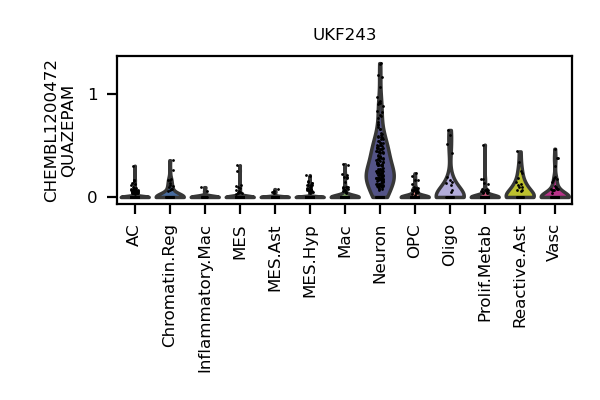 UKF243
CHEMBL1200472
QUAZEPAM
1
0
AC
Chromatin.Reg
Inflammatory.Mac
MES
MES.Ast
MES.Hyp
Mac
Neuron
OPC
Oligo
Prolif.Metab
Reactive.Ast
Vasc